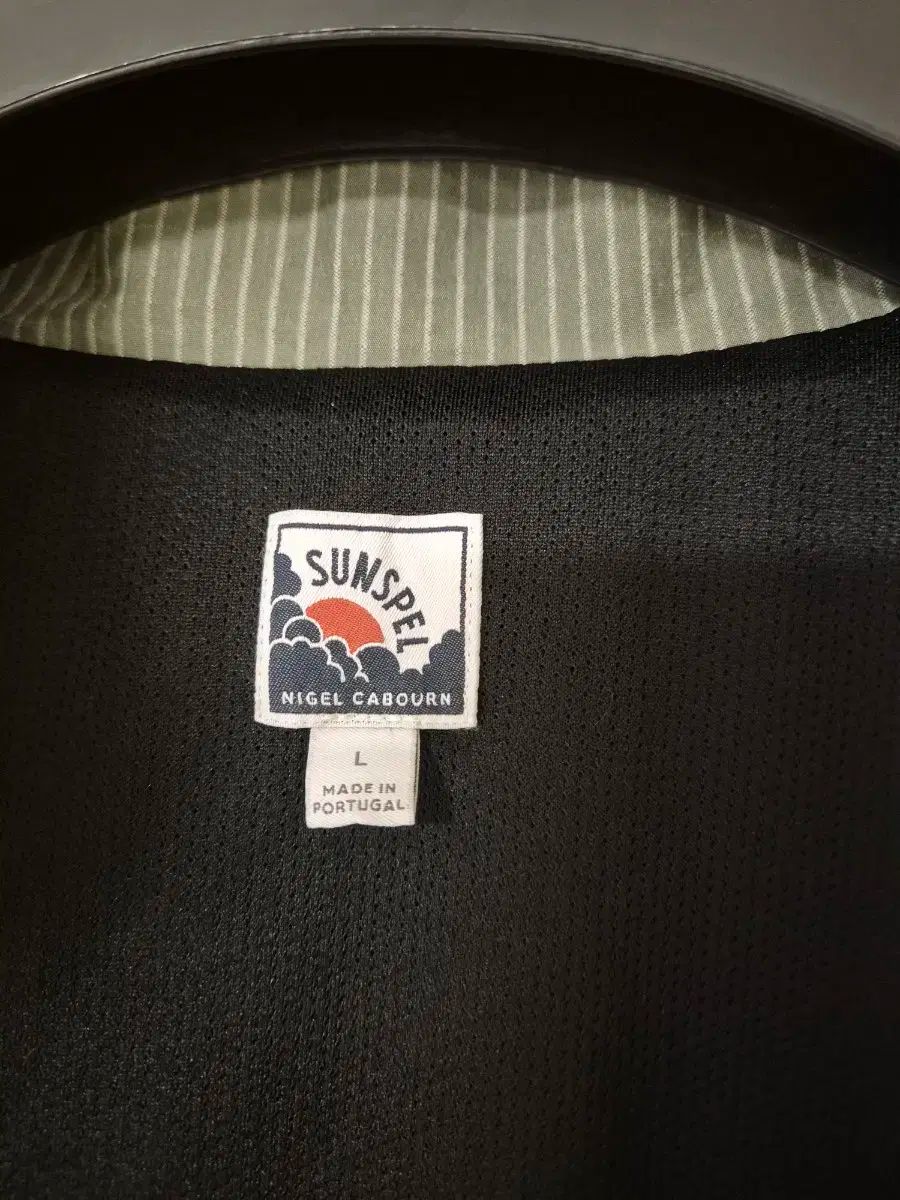 SUNSPEL
NIGEL CABOURN
L
MADE IN
PORTUGAL